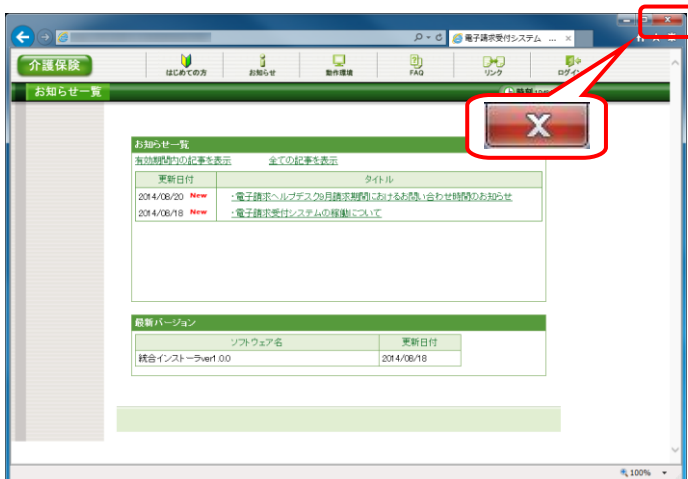 電子請求受付システム ...
介護保険
はじめての方
お知らせ
動作環境
FAQ
リンク
お知らせ一覧
お知らせ一覧
有効期間内の記事を表示 全ての記事を表示
更新日付 タイトル
2014/08/20 New ・電子請求ヘルプデスク9月請求期間におけるお問い合わせ時間のお知らせ
2014/08/18 New ・電子請求受付システムの稼働について
最新バージョン
ソフトウェア名 更新日付
統合インストーラver1.0.0 2014/08/18
100%